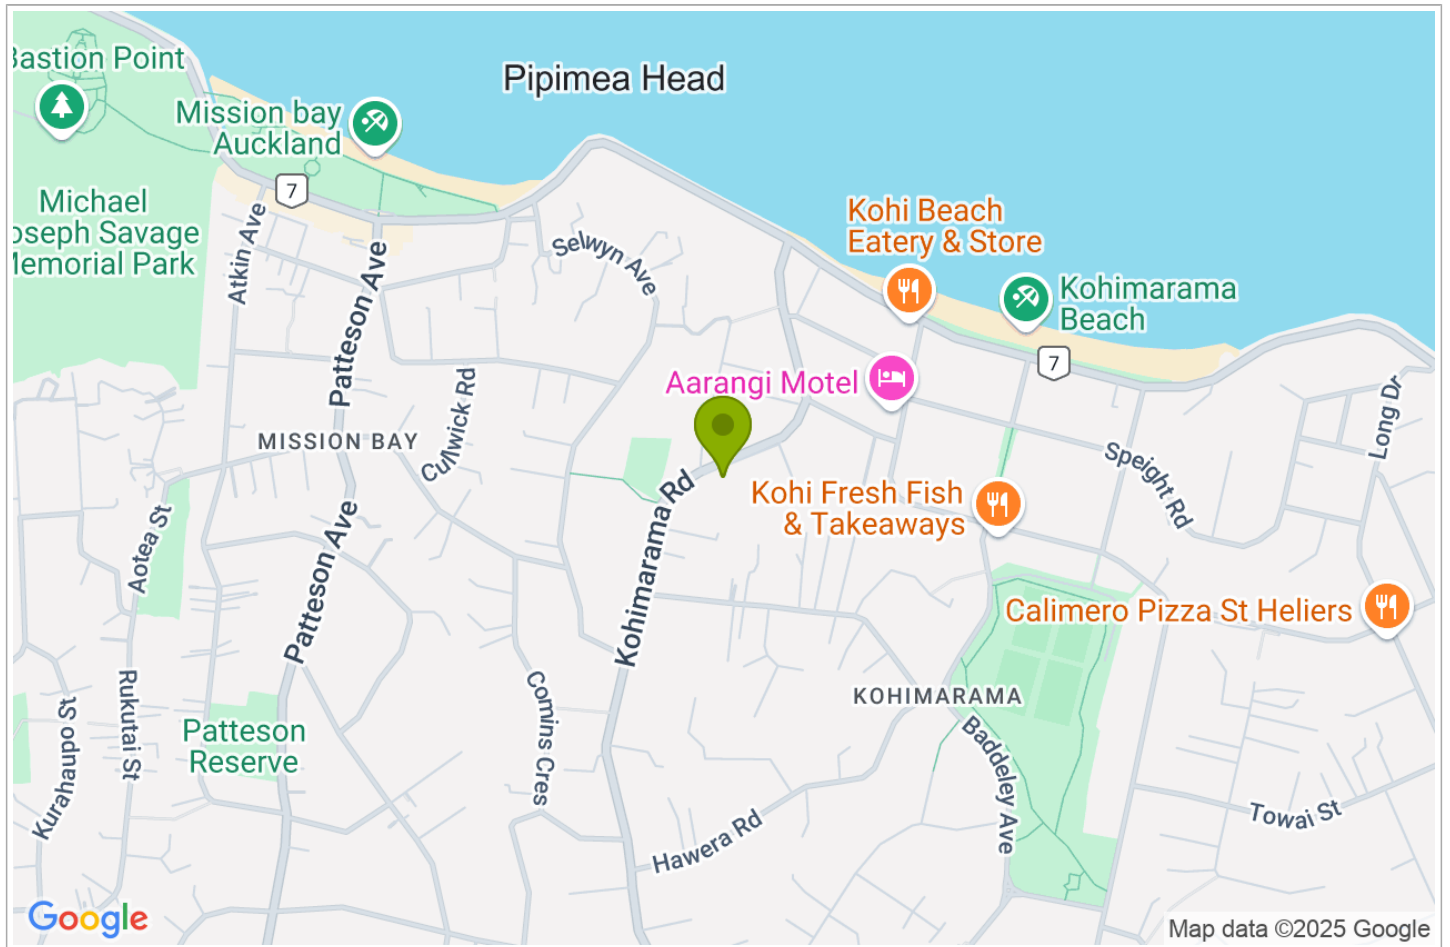 Bastion Point
Pipimea Head
Mission bay
Auckland
7
Michael
Joseph Savage
Memorial Park
Atkin Ave
Patteson Ave
Selwyn Ave
Kohi Beach
Eatery & Store
Kohimarama
Beach
7
Aarangi Motel
Long Dr
MISSION BAY
Cullwick Rd
Speight Rd
Kohimarama Rd
Kohi Fresh Fish
& Takeaways
Aotea St
Patteson Ave
Calimero Pizza St Heliers
Kohimarama Rd
KOHIMARAMA
Rukutai St
Kurahaupo St
Patteson
Reserve
Comins Cres
Baddeley Ave
Hawera Rd
Towai St
Google
Map data ©2025 Google